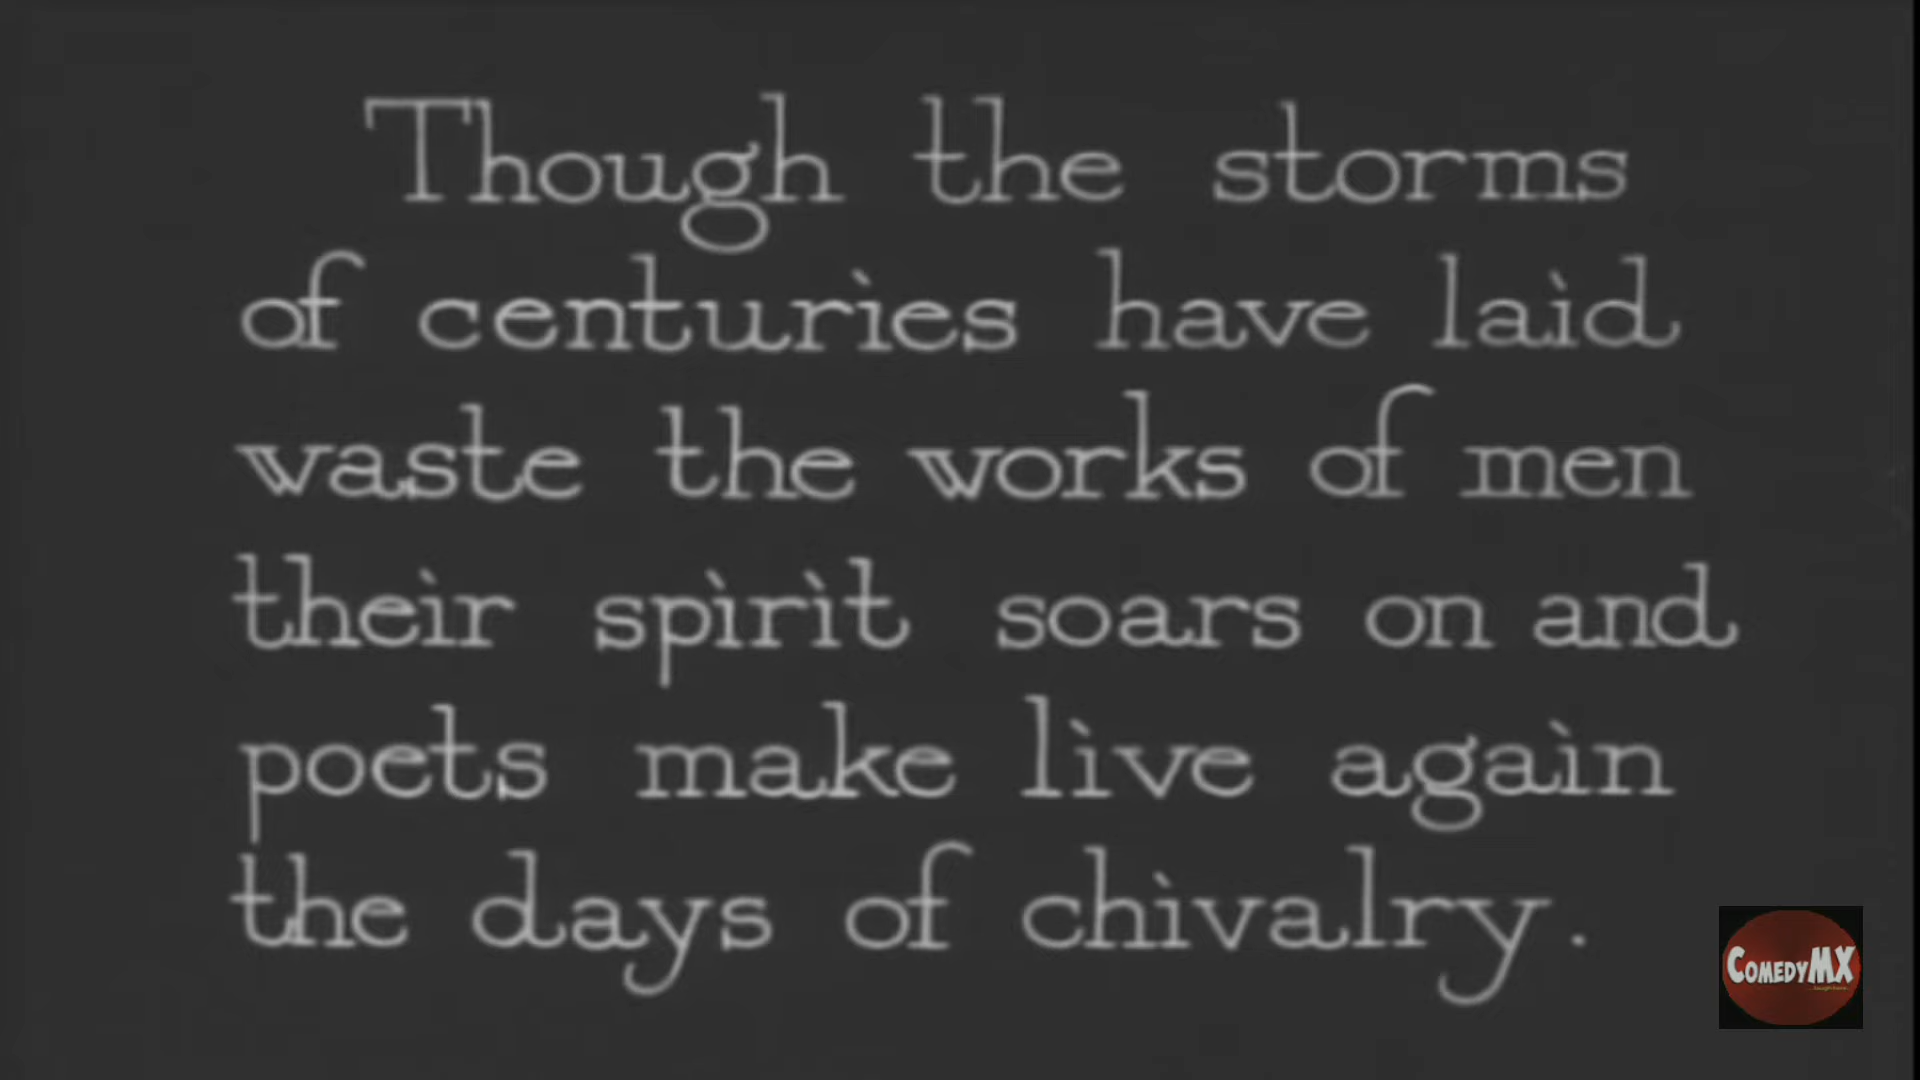 Though the storms
of centuries have laid
waste the works of men
their spirit soars on and
poets make live again
the days of chivalry.
COMEDYMX